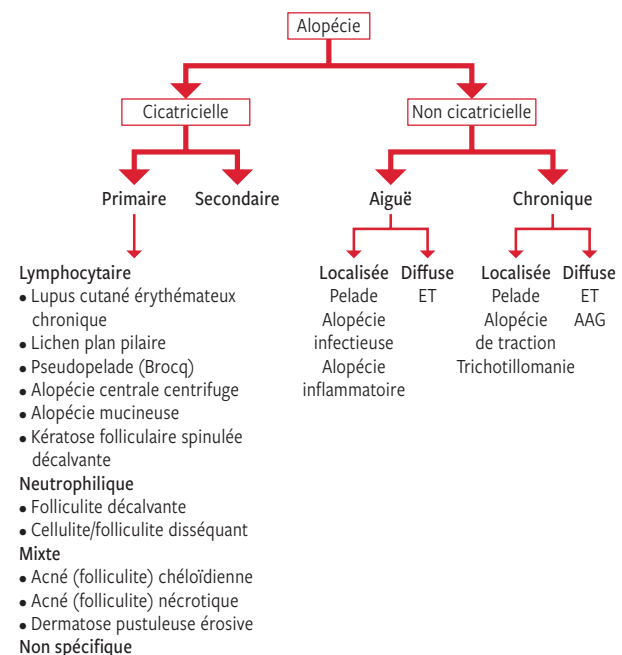 Alopécie
Cicatricielle
Non cicatricielle
Primaire
Secondaire
Aiguë
Chronique
Lymphocytaire
• Lupus cutané érythémateux
chronique
• Lichen plan pilaire
• Pseudopelade (Brocq)
• Alopécie centrale centrifuge
• Alopécie mucineuse
• Kératose folliculaire spinulée
décalvante
Neutrophilique
• Folliculite décalvante
• Cellulite/folliculite disséquant
Mixte
• Acné (folliculite) chéloïdienne
• Acné (folliculite) nécrotique
• Dermatose pustuleuse érosive
Non spécifique
Localisée
Pelade
Alopécie
infectieuse
Alopécie
inflammatoire
Diffuse
ET
Localisée
Pelade
Alopécie
de traction
Trichotillomanie
Diffuse
ET
AAG